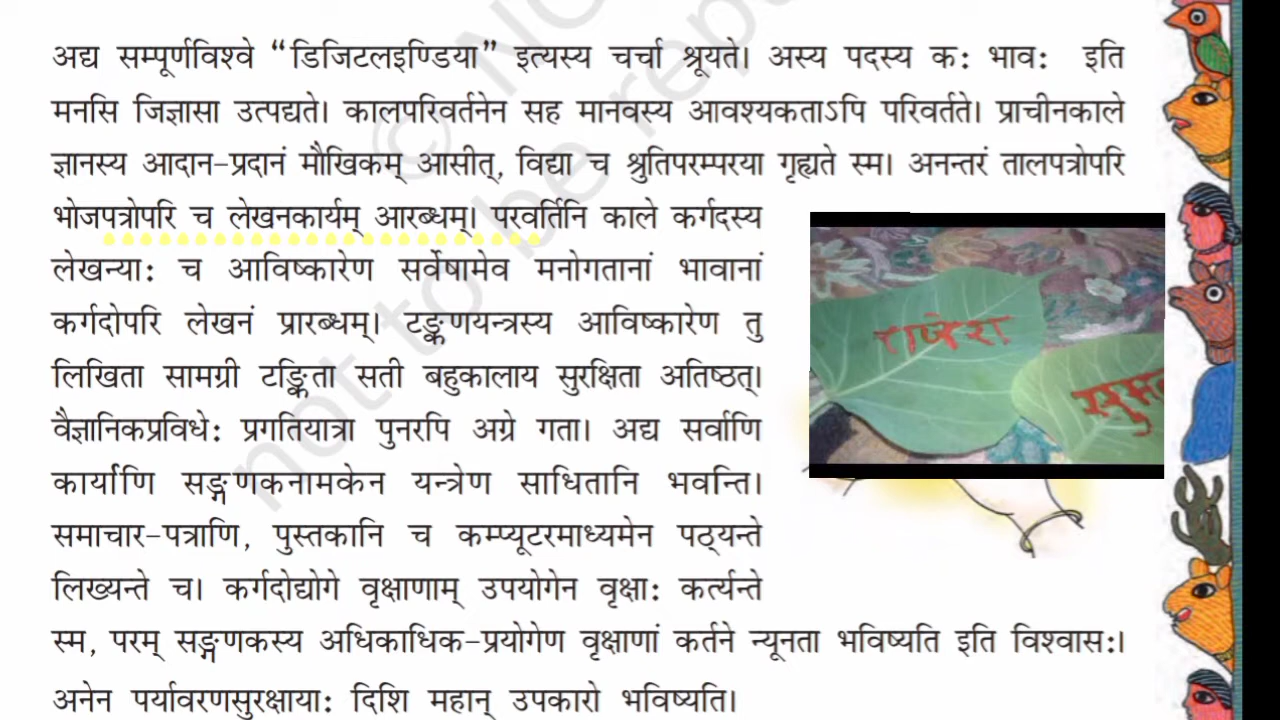 अद्य सम्पूर्णविश्वे “डिजिटलइण्डिया” इत्यस्य चर्चा श्रूयते। अस्य पदस्य कः भावः इति
मनसि जिज्ञासा उत्पद्यते। कालपरिवर्तनेन सह मानवस्य आवश्यकताऽपि परिवर्तते। प्राचीनकाले
ज्ञानस्य आदान-प्रदानं मौखिकम् आसीत्, विद्या च श्रुतिपरम्परया गृह्यते स्म। अनन्तरं तालपत्रोपरि
भोजपत्रोपरि च लेखनकार्यम् आरब्धम्। परवर्तिनि काले कर्गदस्य
लेखन्याः च आविष्कारेण सर्वेषामेव मनोगतानां भावानां
कर्गदोपरि लेखनं प्रारब्धम्। टङ्कणयन्त्रस्य आविष्कारेण तु
लिखिता सामग्री टङ्किता सती बहुकालाय सुरक्षिता अतिष्ठत्।
वैज्ञानिकप्रविधेः प्रगतियात्रा पुनरपि अग्रे गता। अद्य सर्वाणि
कार्याणि सङ्गणकनामकेन यन्त्रेण साधितानि भवन्ति।
समाचार-पत्राणि, पुस्तकानि च कम्प्यूटरमाध्यमेन पठ्यन्ते
लिख्यन्ते च। कर्गदोद्योगे वृक्षाणाम् उपयोगेन वृक्षाः कर्त्यन्ते
स्म, परम् सङ्गणकस्य अधिकाधिक-प्रयोगेण वृक्षाणां कर्तने न्यूनता भविष्यति इति विश्वासः।
अनेन पर्यावरणसुरक्षायाः दिशि महान् उपकारो भविष्यति।
not to be